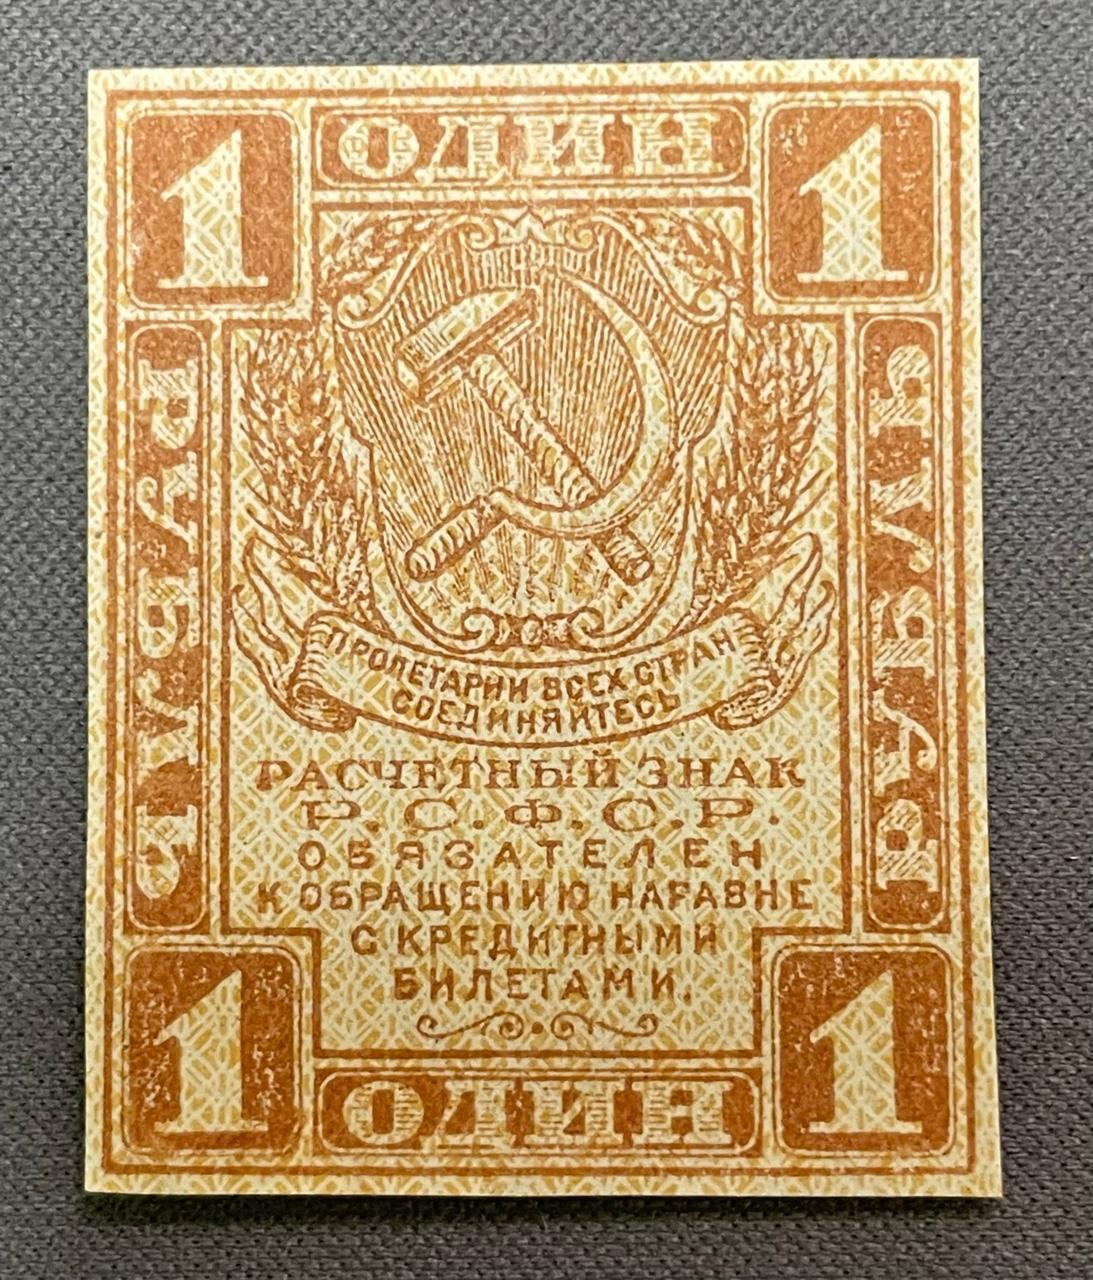 1 ОДИН 1
РУБЛЬ
РУБЛЬ
ПРОЛЕТАРИИ ВСЕХ СТРАН
СОЕДИНЯЙТЕСЬ
РАСЧЕТНЫЙ ЗНАК
Р.С.Ф.С.Р.
ОБЯЗАТЕЛЕН
К ОБРАЩЕНИЮ НАРАВНЕ
С КРЕДИТНЫМИ
БИЛЕТАМИ.
1 ОДИН 1